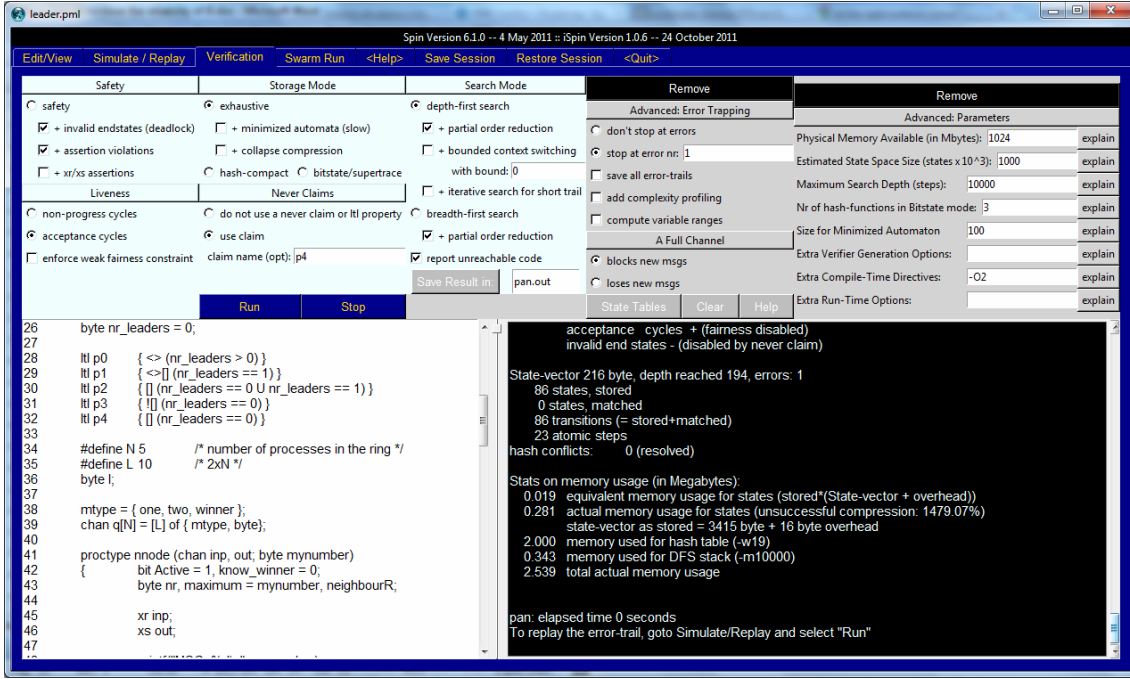 leader.pml
Spin Version 6.1.0 -- 4 May 2011 :: iSpin Version 1.0.6 -- 24 October 2011
Edit/View Simulate / Replay Verification Swarm Run <Help> Save Session Restore Session <Quit>
Safety
safety
+ invalid endstates (deadlock)
+ assertion violations
+ xr/xs assertions
Liveness
non-progress cycles
acceptance cycles
enforce weak fairness constraint
Storage Mode
exhaustive
+ minimized automata (slow)
+ collapse compression
hash-compact bitstate/supertrace
Never Claims
do not use a never claim or ltl property
use claim
claim name (opt): p4
Run Stop
Search Mode
depth-first search
+ partial order reduction
+ bounded context switching
with bound: 0
+ iterative search for short trail
breadth-first search
+ partial order reduction
report unreachable code
Save Result in: pan.out
Remove
Advanced: Error Trapping
don't stop at errors
stop at error nr: 1
save all error-trails
add complexity profiling
compute variable ranges
A Full Channel
blocks new msgs
loses new msgs
State Tables Clear Help
Remove
Advanced: Parameters
Physical Memory Available (in Mbytes): 1024 explain
Estimated State Space Size (states x 10^3): 1000 explain
Maximum Search Depth (steps): 10000 explain
Nr of hash-functions in Bitstate mode: 3 explain
Size for Minimized Automaton 100 explain
Extra Verifier Generation Options: explain
Extra Compile-Time Directives: -O2 explain
Extra Run-Time Options: explain
26 byte nr_leaders = 0;
27
28 ltl p0 { <> (nr_leaders > 0) }
29 ltl p1 { <>[] (nr_leaders == 1) }
30 ltl p2 { [] (nr_leaders == 0 U nr_leaders == 1) }
31 ltl p3 { ![] (nr_leaders == 0) }
32 ltl p4 { [] (nr_leaders == 0) }
33
34 #define N 5 /* number of processes in the ring */
35 #define L 10 /* 2xN */
36 byte I;
37
38 mtype = { one, two, winner };
39 chan q[N] = [L] of { mtype, byte};
40
41 proctype nnode (chan inp, out; byte mynumber)
42 { bit Active = 1, know_winner = 0;
43 byte nr, maximum = mynumber, neighbourR;
44
45 xr inp;
46 xs out;
47
acceptance cycles + (fairness disabled)
invalid end states - (disabled by never claim)
State-vector 216 byte, depth reached 194, errors: 1
86 states, stored
0 states, matched
86 transitions (= stored+matched)
23 atomic steps
hash conflicts: 0 (resolved)
Stats on memory usage (in Megabytes):
0.019 equivalent memory usage for states (stored*(State-vector + overhead))
0.281 actual memory usage for states (unsuccessful compression: 1479.07%)
state-vector as stored = 3415 byte + 16 byte overhead
2.000 memory used for hash table (-w19)
0.343 memory used for DFS stack (-m10000)
2.539 total actual memory usage
pan: elapsed time 0 seconds
To replay the error-trail, goto Simulate/Replay and select "Run"